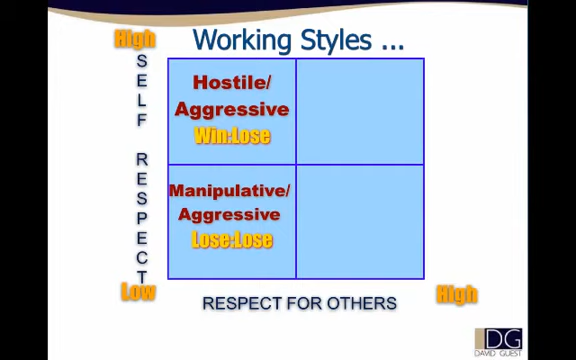 High
Working Styles ...
SELF RESPECT
Hostile/
Aggressive
Win:Lose
Manipulative/
Aggressive
Lose:Lose
Low
RESPECT FOR OTHERS
High
DG
DAVID GUEST